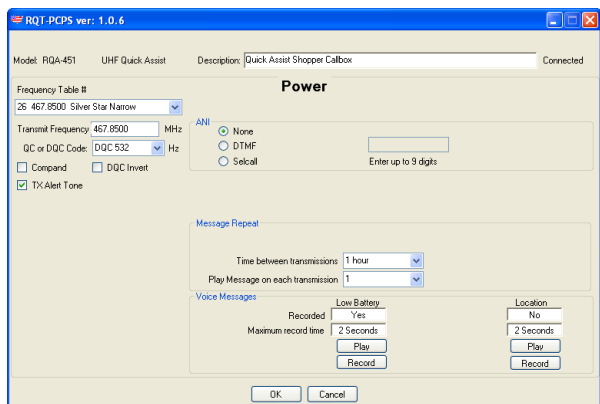 RQT-PCPS ver: 1.0.6
Model: RQA-451 UHF Quick Assist Description: Quick Assist Shopper Callbox Connected
Power
Frequency Table #
26 467.8500 Silver Star Narrow
Transmit Frequency 467.8500 MHz
QC or DQC Code: DQC 532 Hz
Compand DQC Invert
TX Alert Tone
ANI
None
DTMF
Selcall Enter up to 9 digits
Message Repeat
Time between transmissions 1 hour
Play Message on each transmission 1
Voice Messages
Low Battery Location
Recorded Yes No
Maximum record time 2 Seconds 2 Seconds
Play Play
Record Record
OK Cancel